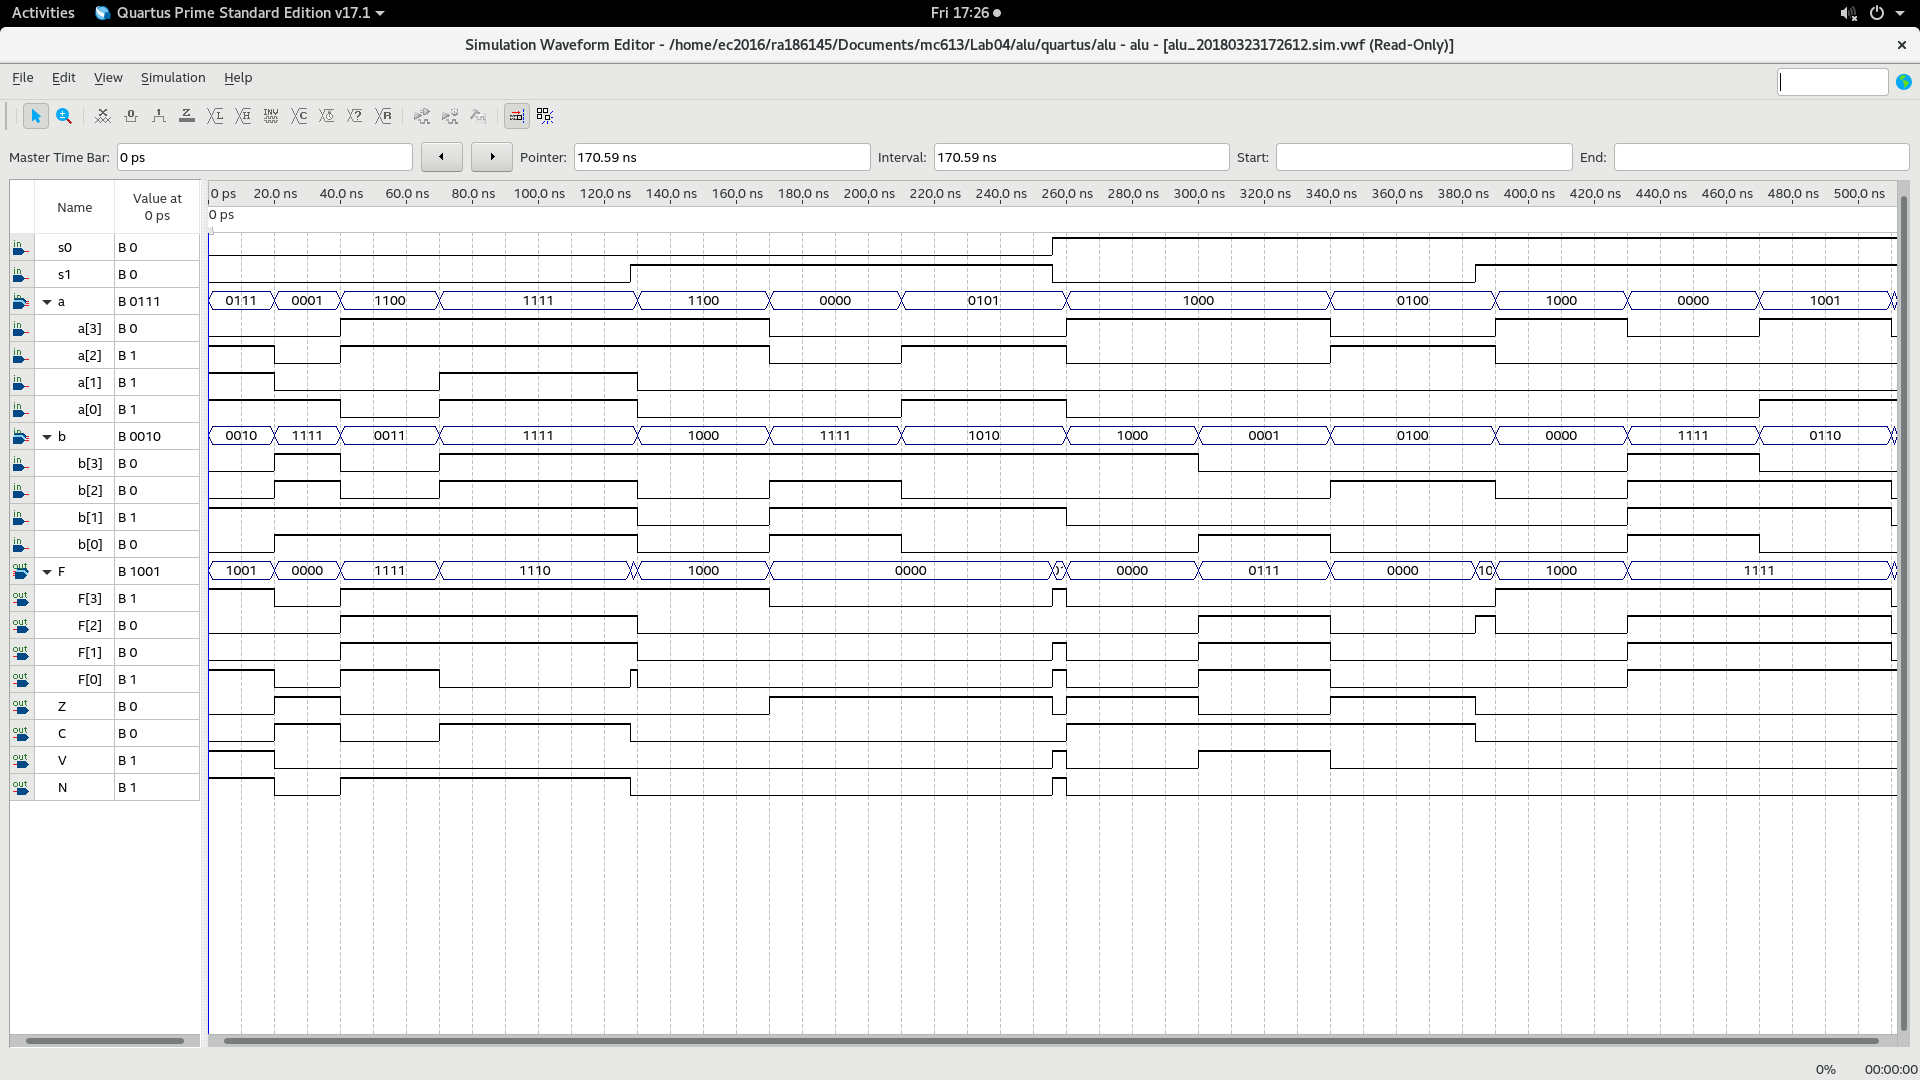 Activities Quartus Prime Standard Edition v17.1 Fri 17:26
Simulation Waveform Editor - /home/ec2016/ra186145/Documents/mc613/Lab04/alu/quartus/alu - alu - [alu_20180323172612.sim.vwf (Read-Only)]
File Edit View Simulation Help
Master Time Bar: 0 ps Pointer: 170.59 ns Interval: 170.59 ns Start: End:
Name Value at 0 ps 0 ps 20.0 ns 40.0 ns 60.0 ns 80.0 ns 100.0 ns 120.0 ns 140.0 ns 160.0 ns 180.0 ns 200.0 ns 220.0 ns 240.0 ns 260.0 ns 280.0 ns 300.0 ns 320.0 ns 340.0 ns 360.0 ns 380.0 ns 400.0 ns 420.0 ns 440.0 ns 460.0 ns 480.0 ns 500.0 ns
0 ps
s0 B 0
s1 B 0
a B 0111 0111 0001 1100 1111 1100 0000 0101 1000 0100 1000 0000 1001
a[3] B 0
a[2] B 1
a[1] B 1
a[0] B 1
b B 0010 0010 1111 0011 1111 1000 1111 1010 1000 0001 0100 0000 1111 0110
b[3] B 0
b[2] B 0
b[1] B 1
b[0] B 0
F B 1001 1001 0000 1111 1110 1000 0000 0000 0111 0000 10 1000 1111
F[3] B 1
F[2] B 0
F[1] B 0
F[0] B 1
Z B 0
C B 0
V B 1
N B 1
0% 00:00:00